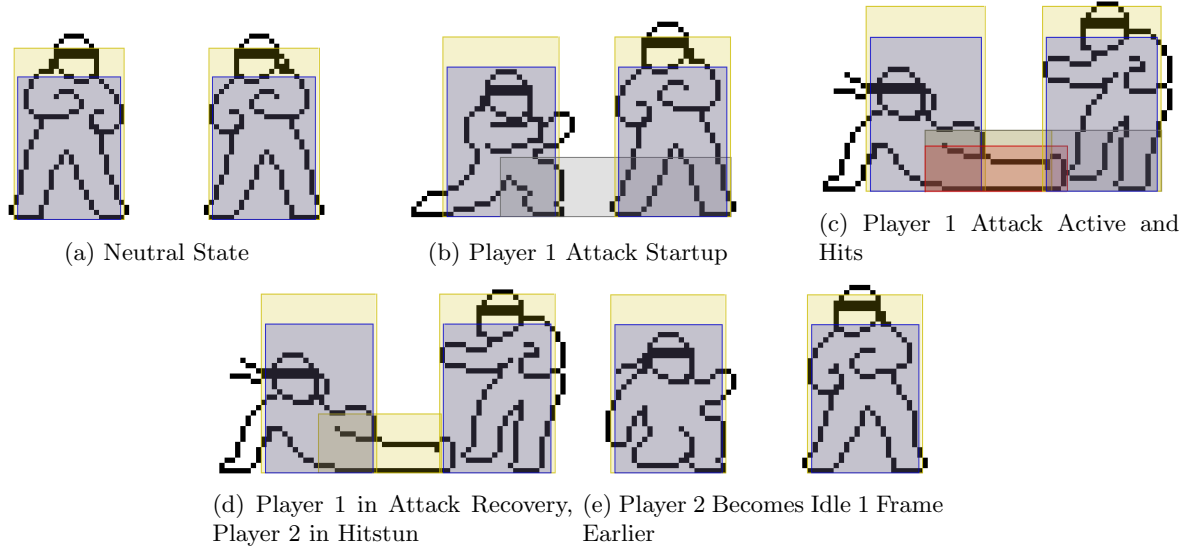 (a) Neutral State
(b) Player 1 Attack Startup
(c) Player 1 Attack Active and
Hits
(d) Player 1 in Attack Recovery,
Player 2 in Hitstun
(e) Player 2 Becomes Idle 1 Frame
Earlier